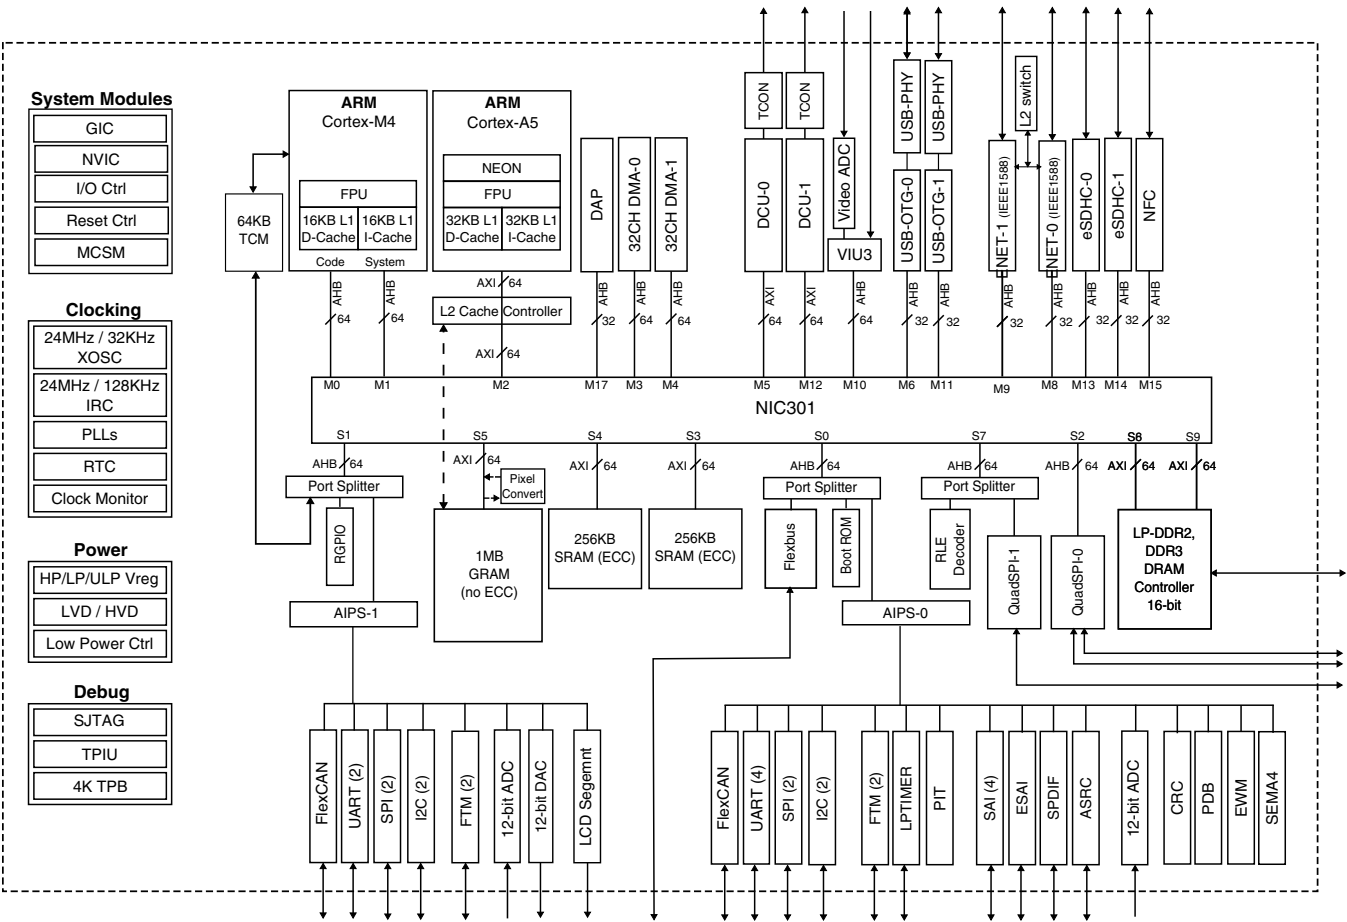 System Modules
GIC
NVIC
I/O Ctrl
Reset Ctrl
MCSM
Clocking
24MHz / 32KHz
XOSC
24MHz / 128KHz
IRC
PLLs
RTC
Clock Monitor
Power
HP/LP/ULP Vreg
LVD / HVD
Low Power Ctrl
Debug
SJTAG
TPIU
4K TPB
64KB
TCM
ARM
Cortex-M4
FPU
16KB L1
D-Cache
16KB L1
I-Cache
Code
System
AHB
64
AHB
64
ARM
Cortex-A5
NEON
FPU
32KB L1
D-Cache
32KB L1
I-Cache
AXI
64
L2 Cache Controller
AXI
64
DAP
AHB
32
32CH DMA-0
AHB
64
32CH DMA-1
AHB
64
TCON
DCU-0
AXI
64
TCON
DCU-1
AXI
64
Video ADC
VIU3
AHB
64
USB-PHY
USB-OTG-0
AHB
32
USB-PHY
USB-OTG-1
AHB
32
L2 switch
ENET-1 (IEEE1588)
AHB
32
ENET-0 (IEEE1588)
AHB
32
eSDHC-0
AHB
32
eSDHC-1
AHB
32
NFC
AHB
32
M0
M1
M2
M17
M3
M4
M5
M12
M10
M6
M11
M9
M8
M13
M14
M15
NIC301
S1
S5
S4
S3
S0
S7
S2
S6
S9
AHB
64
AXI
64
AXI
64
AXI
64
AHB
64
AHB
64
AHB
64
AXI
64
AXI
64
Port Splitter
RGPIO
AIPS-1
Pixel
Convert
1MB
GRAM
(no ECC)
256KB
SRAM (ECC)
256KB
SRAM (ECC)
Port Splitter
Flexbus
Boot ROM
AIPS-0
Port Splitter
RLE
Decoder
QuadSPI-1
QuadSPI-0
LP-DDR2,
DDR3
DRAM
Controller
16-bit
FlexCAN
UART (2)
SPI (2)
I2C (2)
FTM (2)
12-bit ADC
12-bit DAC
LCD Segemnt
FlexCAN
UART (4)
SPI (2)
I2C (2)
FTM (2)
LPTIMER
PIT
SAI (4)
ESAI
SPDIF
ASRC
12-bit ADC
CRC
PDB
EWM
SEMA4